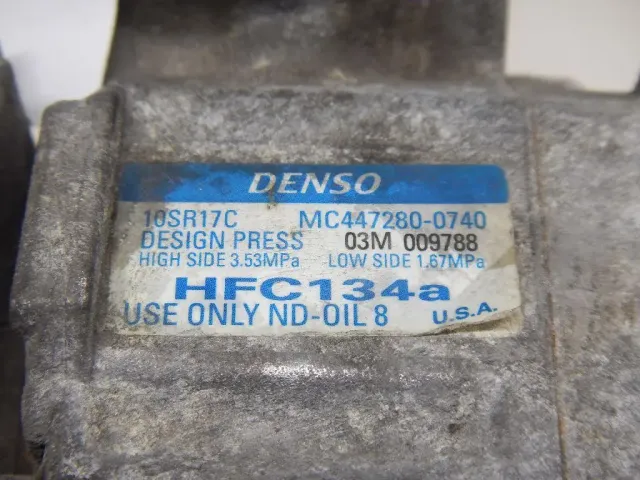 DENSO
10SR17C MC447280-0740
DESIGN PRESS 03M 009788
HIGH SIDE 3.53MPa LOW SIDE 1.67MPa
HFC134a
USE ONLY ND-OIL 8 U.S.A.